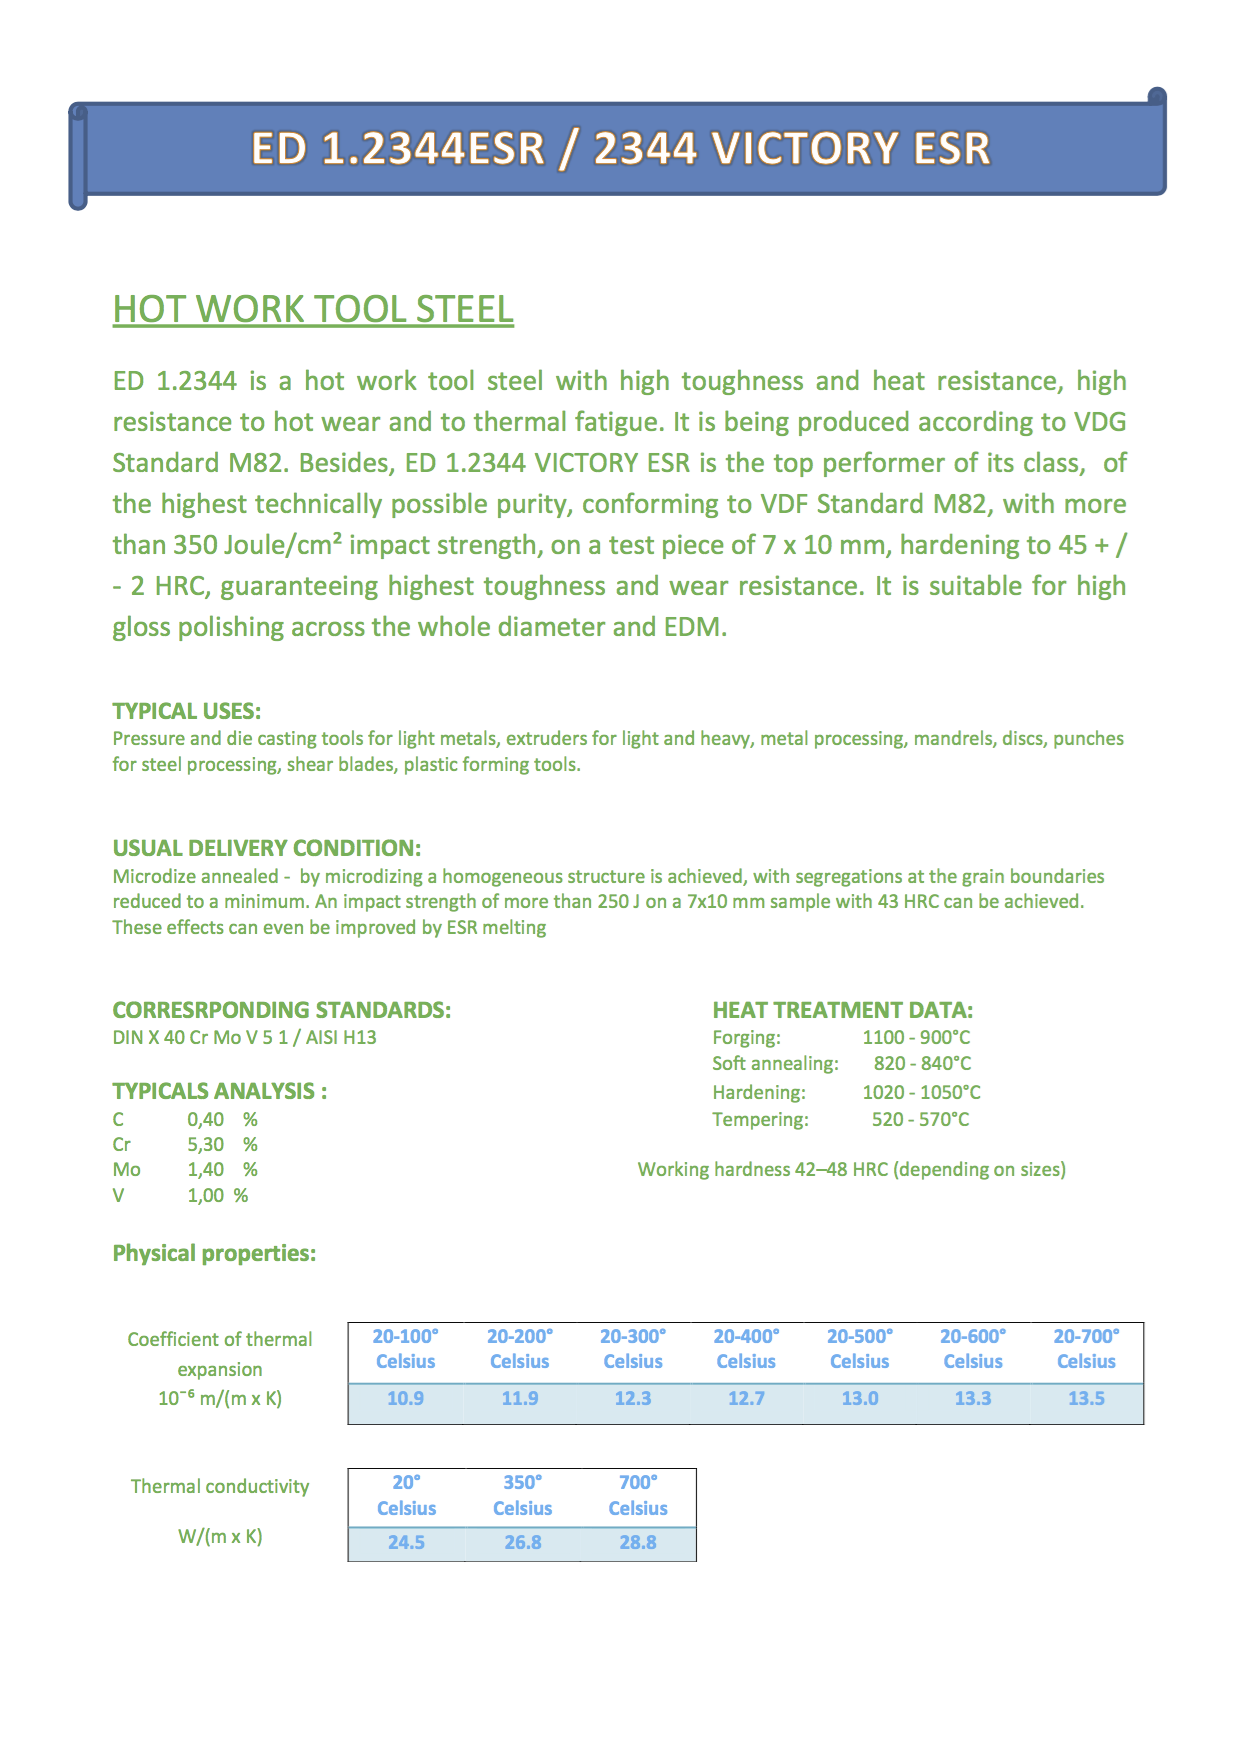 ED 1.2344ESR / 2344 VICTORY ESR
HOT WORK TOOL STEEL
ED 1.2344 is a hot work tool steel with high toughness and heat resistance, high
resistance to hot wear and to thermal fatigue. It is being produced according to VDG
Standard M82. Besides, ED 1.2344 VICTORY ESR is the top performer of its class, of
the highest technically possible purity, conforming to VDF Standard M82, with more
than 350 Joule/cm² impact strength, on a test piece of 7 x 10 mm, hardening to 45 + /
- 2 HRC, guaranteeing highest toughness and wear resistance. It is suitable for high
gloss polishing across the whole diameter and EDM.
TYPICAL USES:
Pressure and die casting tools for light metals, extruders for light and heavy, metal processing, mandrels, discs, punches
for steel processing, shear blades, plastic forming tools.
USUAL DELIVERY CONDITION:
Microdize annealed - by microdizing a homogeneous structure is achieved, with segregations at the grain boundaries
reduced to a minimum. An impact strength of more than 250 J on a 7x10 mm sample with 43 HRC can be achieved.
These effects can even be improved by ESR melting
CORRESRPONDING STANDARDS:
DIN X 40 Cr Mo V 5 1 / AISI H13
TYPICALS ANALYSIS :
C 0,40 %
Cr 5,30 %
Mo 1,40 %
V 1,00 %
HEAT TREATMENT DATA:
Forging: 1100 - 900°C
Soft annealing: 820 - 840°C
Hardening: 1020 - 1050°C
Tempering: 520 - 570°C
Working hardness 42–48 HRC (depending on sizes)
Physical properties:
Coefficient of thermal
expansion
10⁻⁶ m/(m x K)
20-100° 20-200° 20-300° 20-400° 20-500° 20-600° 20-700°
Celsius Celsius Celsius Celsius Celsius Celsius Celsius
10.9 11.9 12.3 12.7 13.0 13.3 13.5
Thermal conductivity
W/(m x K)
20° 350° 700°
Celsius Celsius Celsius
24.5 26.8 28.8